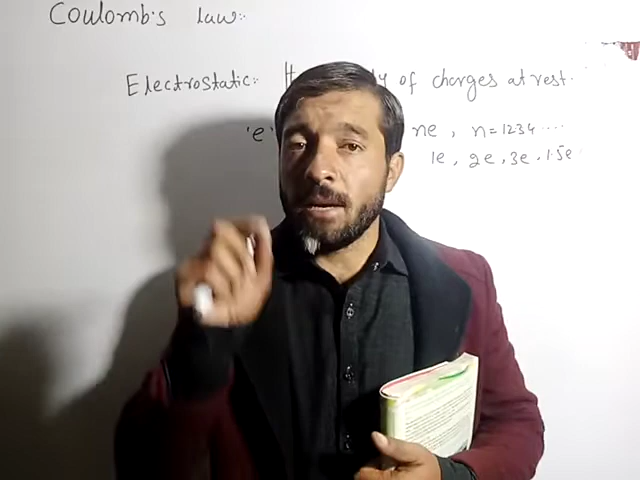 Coulomb's law:-
Electrostatic:- of charges at rest.
'e' ne, n=1234....
1e, 2e, 3e, 1.5e